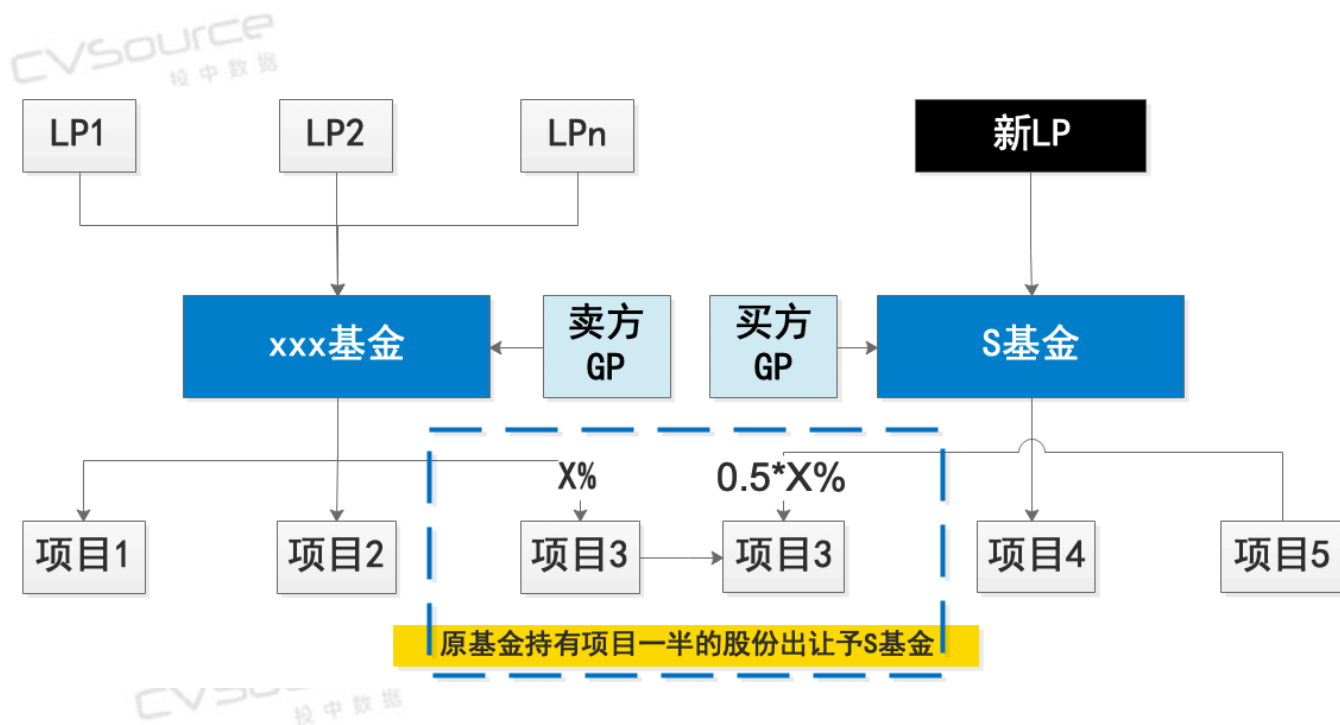 CVSource
投中数据
LP1
LP2
LPn
新LP
xxx基金
卖方
GP
买方
GP
S基金
X%
0.5*X%
项目1
项目2
项目3
项目3
项目4
项目5
原基金持有项目一半的股份出让予S基金
CVSource
投中数据